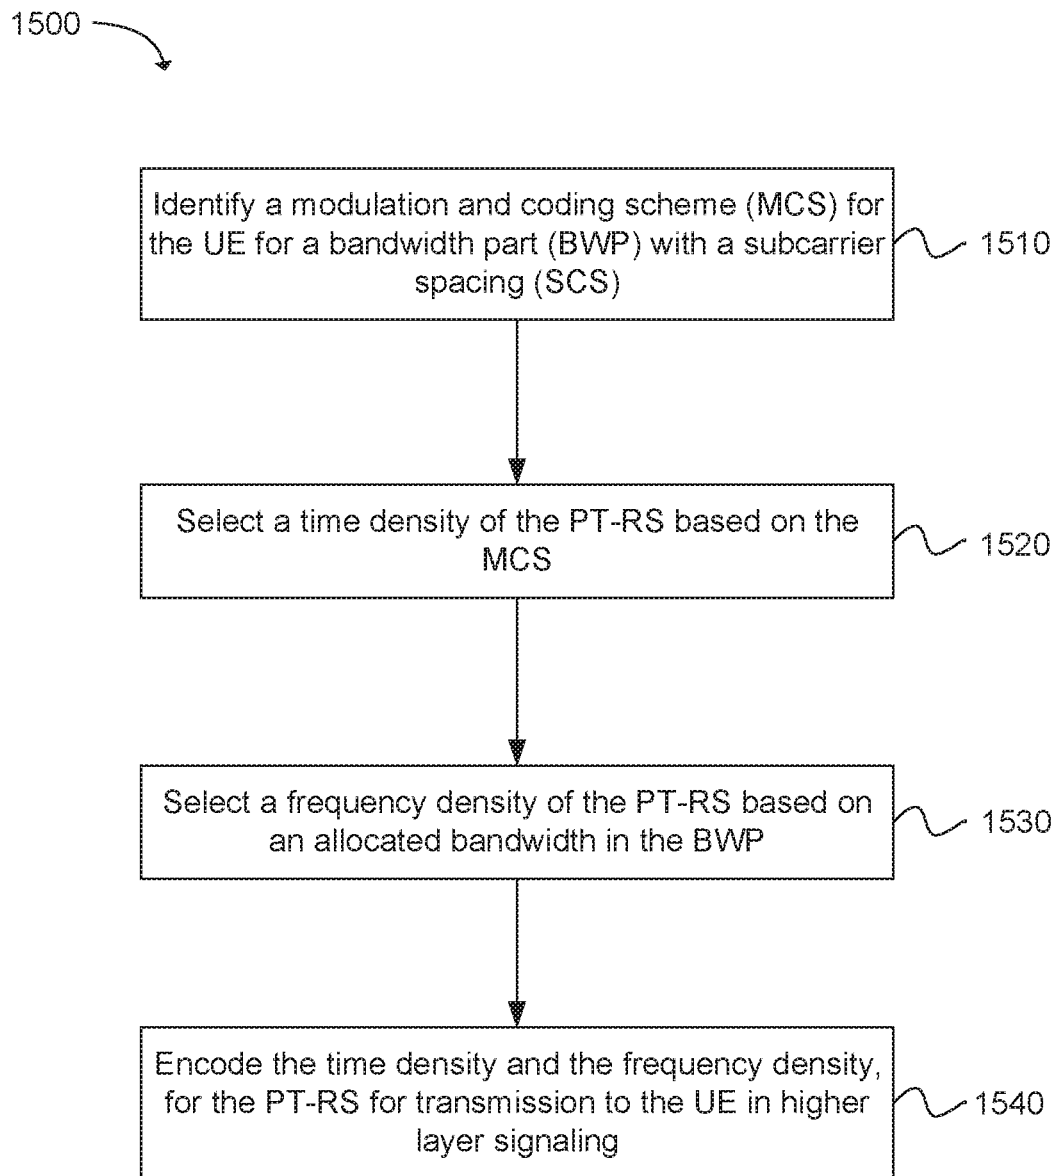 1500
Identify a modulation and coding scheme (MCS) for
the UE for a bandwidth part (BWP) with a subcarrier
spacing (SCS)
1510
Select a time density of the PT-RS based on the
MCS
1520
Select a frequency density of the PT-RS based on
an allocated bandwidth in the BWP
1530
Encode the time density and the frequency density,
for the PT-RS for transmission to the UE in higher
layer signaling
1540